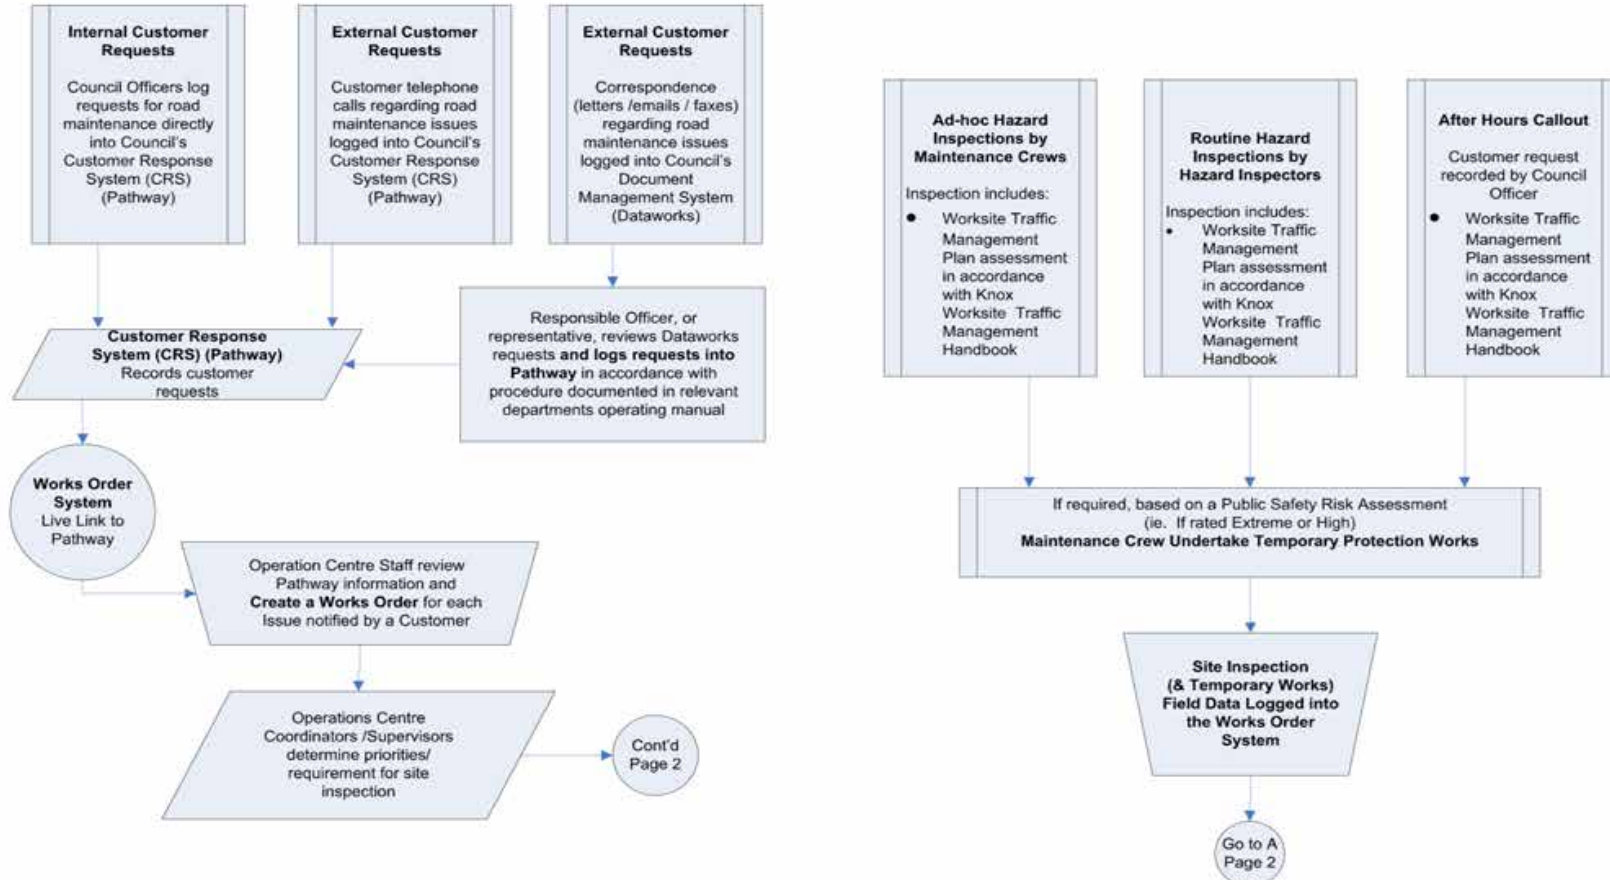 Internal Customer
Requests
Council Officers log
requests for road
maintenance directly
into Council's
Customer Response
System (CRS)
(Pathway)
External Customer
Requests
Customer telephone
calls regarding road
maintenance issues
logged into Council's
Customer Response
System (CRS)
(Pathway)
External Customer
Requests
Correspondence
(letters /emails / faxes)
regarding road
maintenance issues
logged into Council's
Document
Management System
(Dataworks)
Customer Response
System (CRS) (Pathway)
Records customer
requests
Responsible Officer, or
representative, reviews Dataworks
requests and logs requests into
Pathway in accordance with
procedure documented in relevant
departments operating manual
Works Order
System
Live Link to
Pathway
Operation Centre Staff review
Pathway information and
Create a Works Order for each
Issue notified by a Customer
Operations Centre
Coordinators /Supervisors
determine priorities/
requirement for site
inspection
Cont'd
Page 2
Ad-hoc Hazard
Inspections by
Maintenance Crews
Inspection includes:
• Worksite Traffic
Management
Plan assessment
in accordance
with Knox
Worksite Traffic
Management
Handbook
Routine Hazard
Inspections by
Hazard Inspectors
Inspection includes:
• Worksite Traffic
Management
Plan assessment
in accordance
with Knox
Worksite Traffic
Management
Handbook
After Hours Callout
Customer request
recorded by Council
Officer
• Worksite Traffic
Management
Plan assessment
in accordance
with Knox
Worksite Traffic
Management
Handbook
If required, based on a Public Safety Risk Assessment
(ie. If rated Extreme or High)
Maintenance Crew Undertake Temporary Protection Works
Site Inspection
(& Temporary Works)
Field Data Logged into
the Works Order
System
Go to A
Page 2